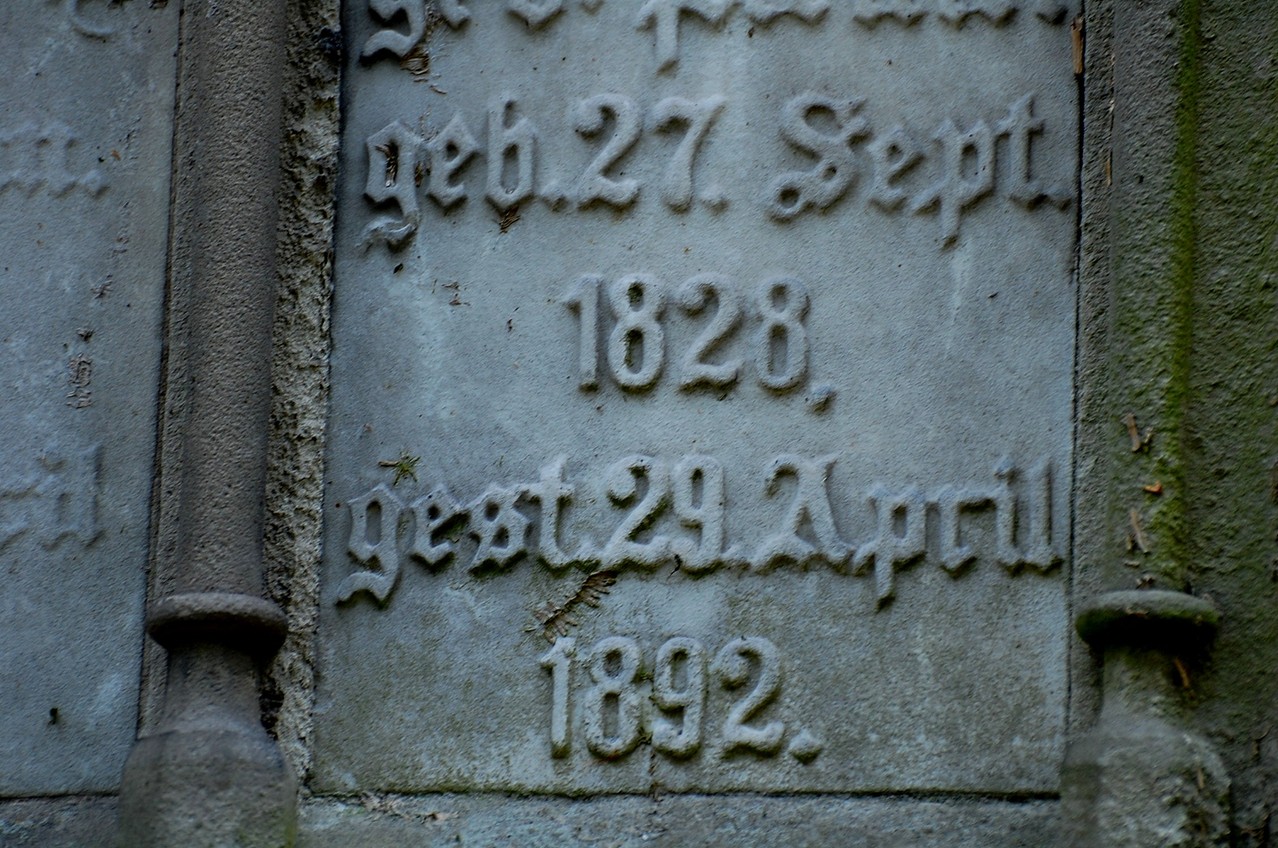 geb. 27. Sept.
1828.
gest. 29. April
1892.